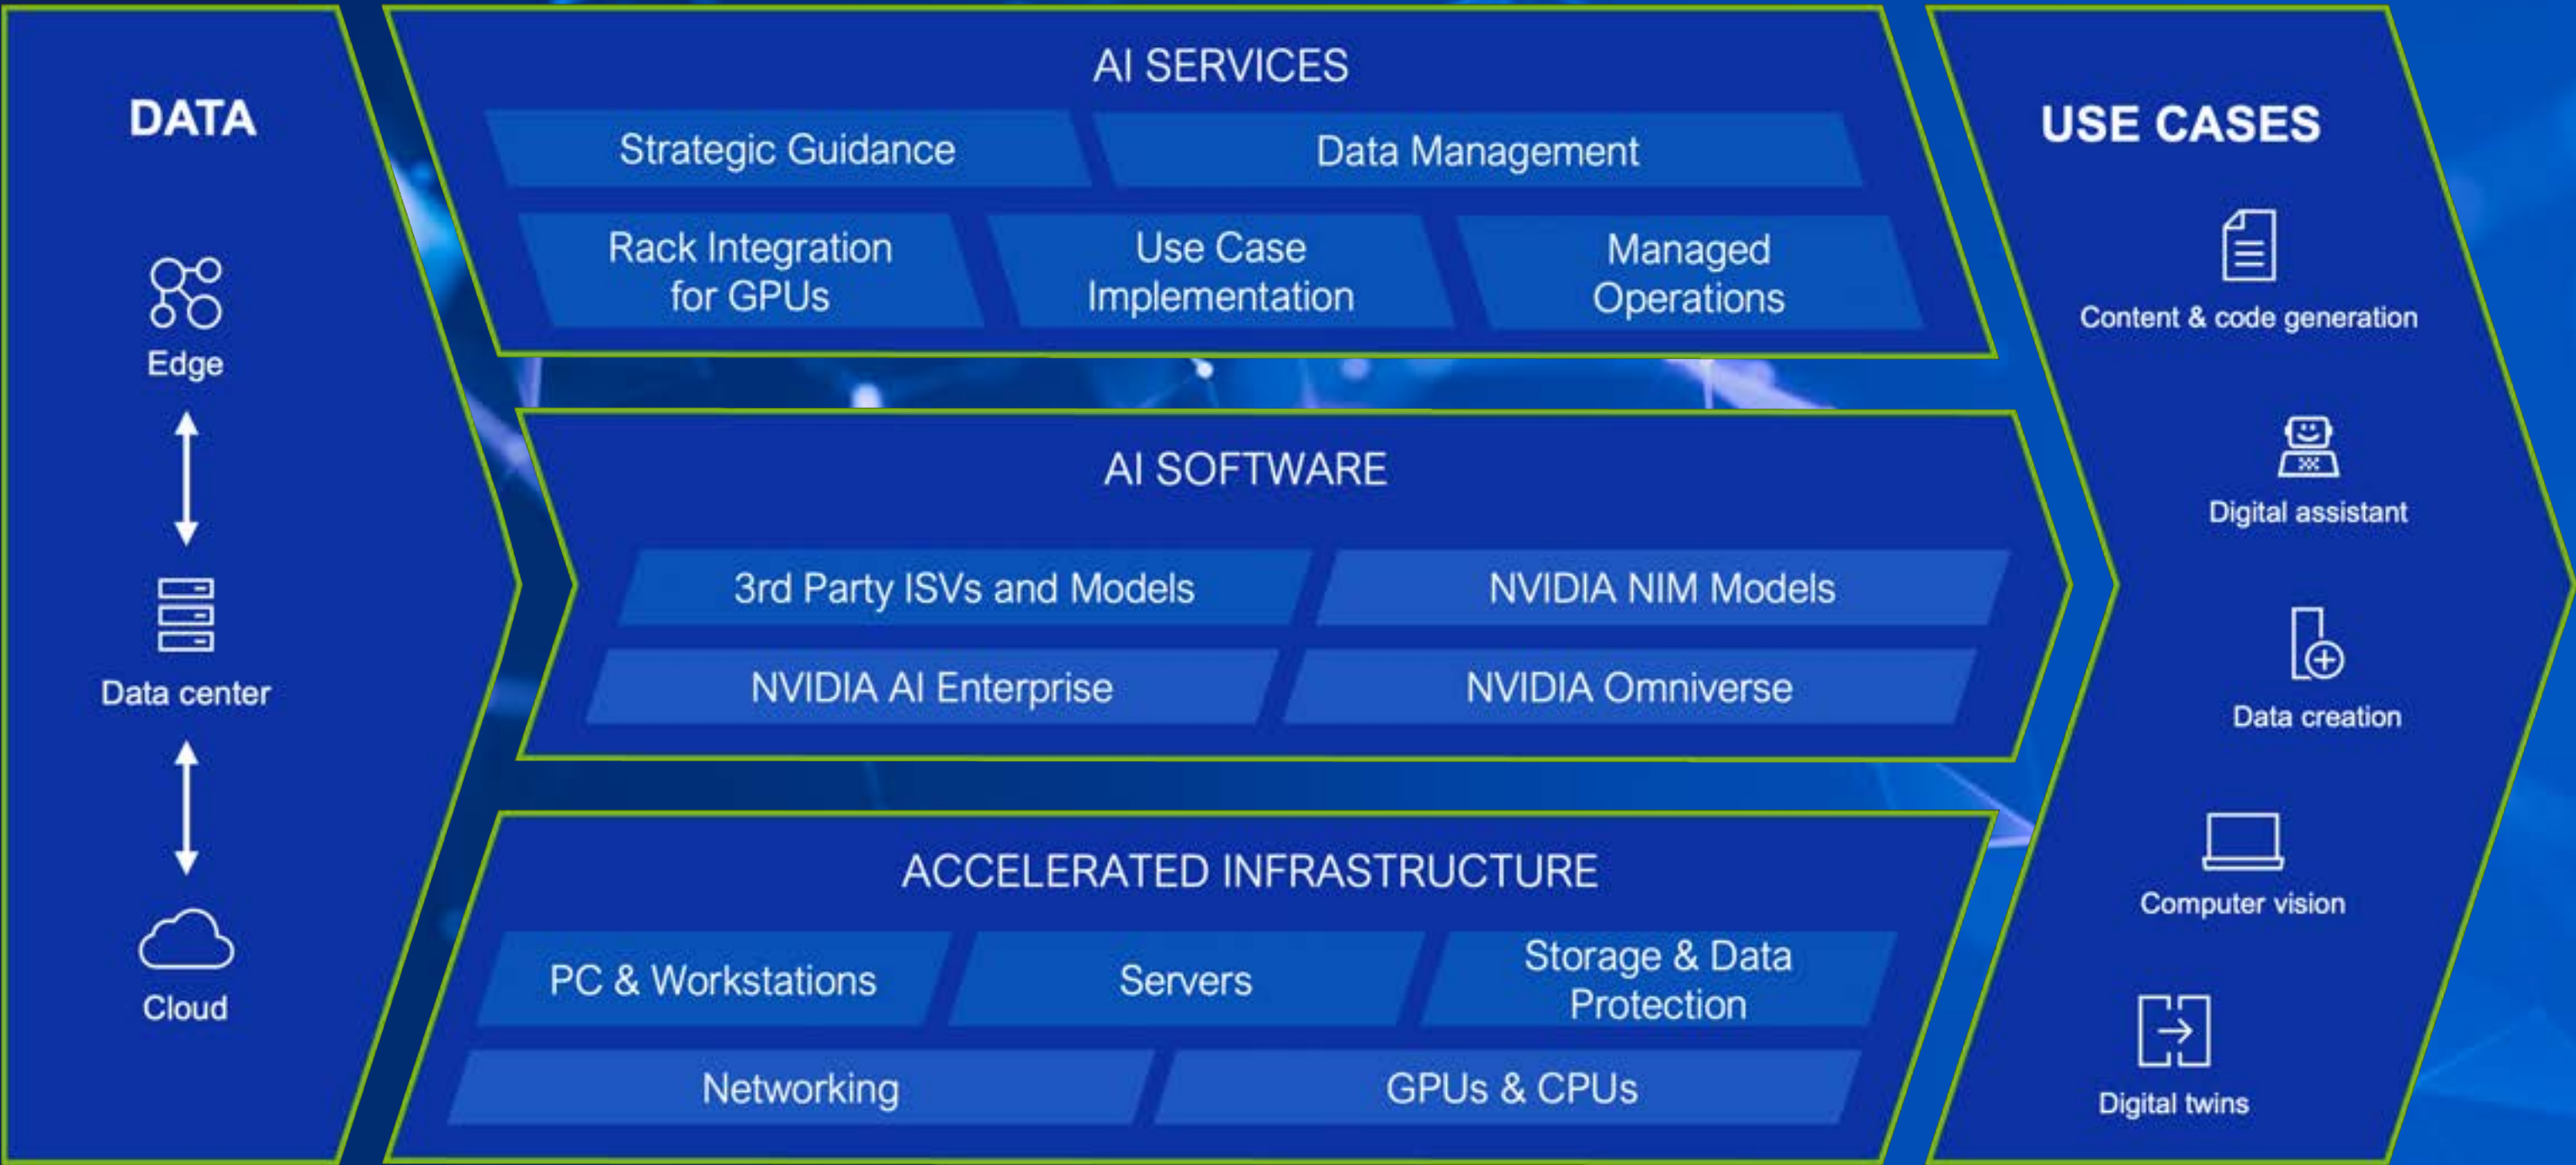 DATA
Edge
Data center
Cloud
AI SERVICES
Strategic Guidance
Data Management
Rack Integration
for GPUs
Use Case
Implementation
Managed
Operations
AI SOFTWARE
3rd Party ISVs and Models
NVIDIA NIM Models
NVIDIA AI Enterprise
NVIDIA Omniverse
ACCELERATED INFRASTRUCTURE
PC & Workstations
Servers
Storage & Data
Protection
Networking
GPUs & CPUs
USE CASES
Content & code generation
Digital assistant
Data creation
Computer vision
Digital twins